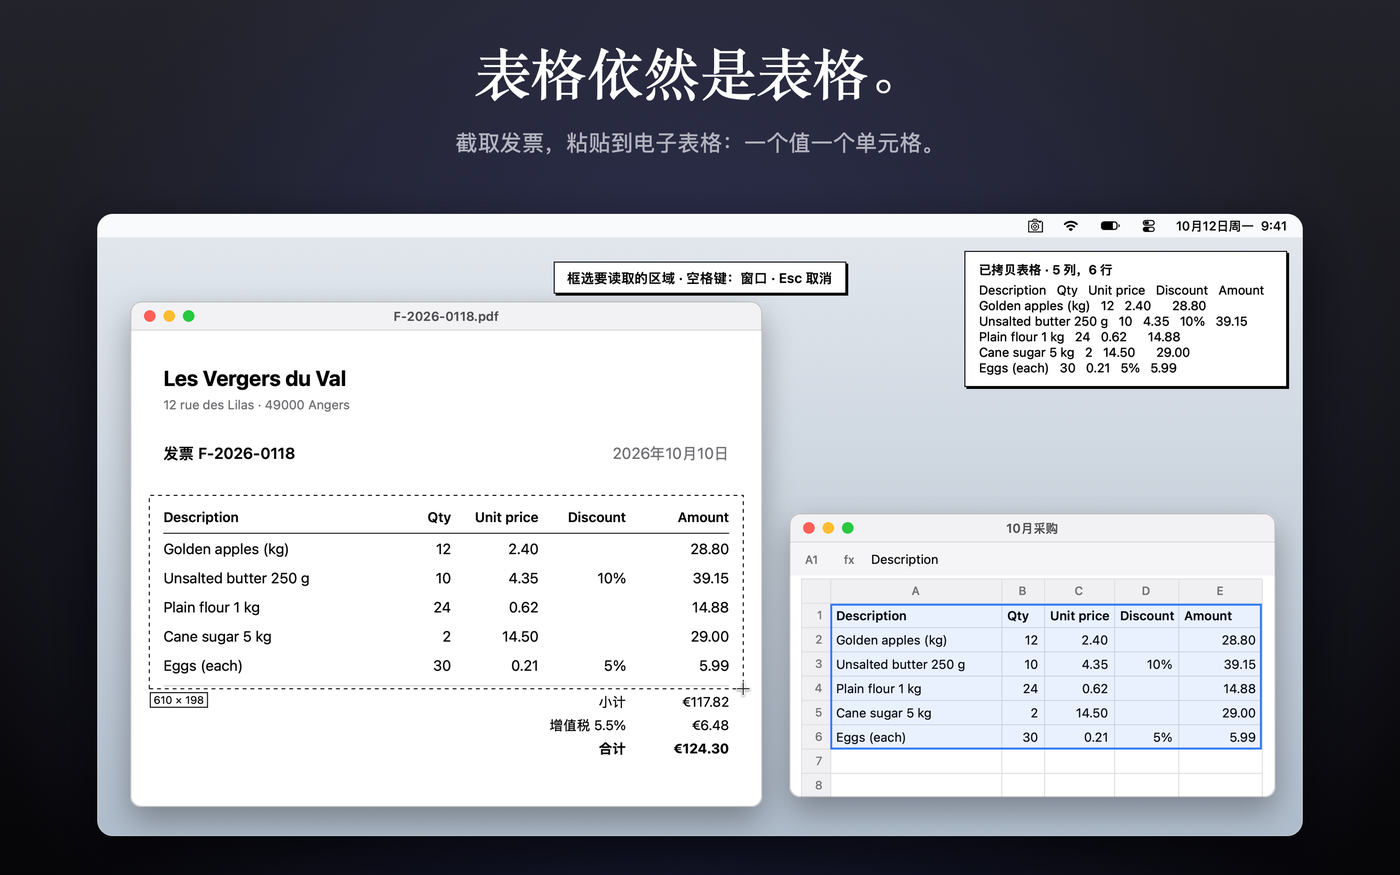 表格依然是表格。
截取发票，粘贴到电子表格：一个值一个单元格。
10月12日周一 9:41
框选要读取的区域 · 空格键：窗口 · Esc 取消
已拷贝表格 · 5 列，6 行
Description Qty Unit price Discount Amount
Golden apples (kg) 12 2.40 28.80
Unsalted butter 250 g 10 4.35 10% 39.15
Plain flour 1 kg 24 0.62 14.88
Cane sugar 5 kg 2 14.50 29.00
Eggs (each) 30 0.21 5% 5.99
F-2026-0118.pdf
Les Vergers du Val
12 rue des Lilas · 49000 Angers
发票 F-2026-0118 2026年10月10日
Description Qty Unit price Discount Amount
Golden apples (kg) 12 2.40 28.80
Unsalted butter 250 g 10 4.35 10% 39.15
Plain flour 1 kg 24 0.62 14.88
Cane sugar 5 kg 2 14.50 29.00
Eggs (each) 30 0.21 5% 5.99
610 × 198
小计 €117.82
增值税 5.5% €6.48
合计 €124.30
10月采购
A1 fx Description
A B C D E
1 Description Qty Unit price Discount Amount
2 Golden apples (kg) 12 2.40 28.80
3 Unsalted butter 250 g 10 4.35 10% 39.15
4 Plain flour 1 kg 24 0.62 14.88
5 Cane sugar 5 kg 2 14.50 29.00
6 Eggs (each) 30 0.21 5% 5.99
7
8